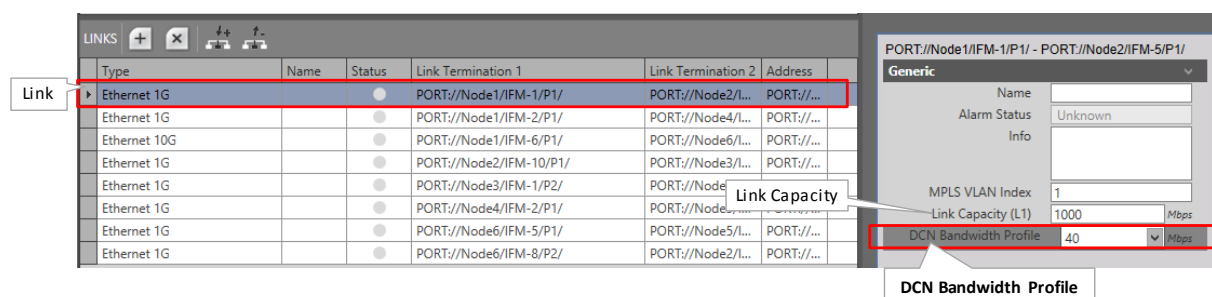 LINKS
Type Name Status Link Termination 1 Link Termination 2 Address
Ethernet 1G PORT://Node1/IFM-1/P1/ PORT://Node2/I... PORT://...
Ethernet 1G PORT://Node1/IFM-2/P1/ PORT://Node4/I... PORT://...
Ethernet 10G PORT://Node1/IFM-6/P1/ PORT://Node6/I... PORT://...
Ethernet 1G PORT://Node2/IFM-10/P1/ PORT://Node3/I... PORT://...
Ethernet 1G PORT://Node3/IFM-1/P2/ PORT://Node
Ethernet 1G PORT://Node4/IFM-2/P1/
Ethernet 1G PORT://Node6/IFM-5/P1/ PORT://Node5/I... PORT://...
Ethernet 1G PORT://Node6/IFM-8/P2/ PORT://Node2/I... PORT://...
Link
Link Capacity
PORT://Node1/IFM-1/P1/ - PORT://Node2/IFM-5/P1/
Generic
Name
Alarm Status Unknown
Info
MPLS VLAN Index 1
Link Capacity (L1) 1000 Mbps
DCN Bandwidth Profile 40 Mbps
DCN Bandwidth Profile